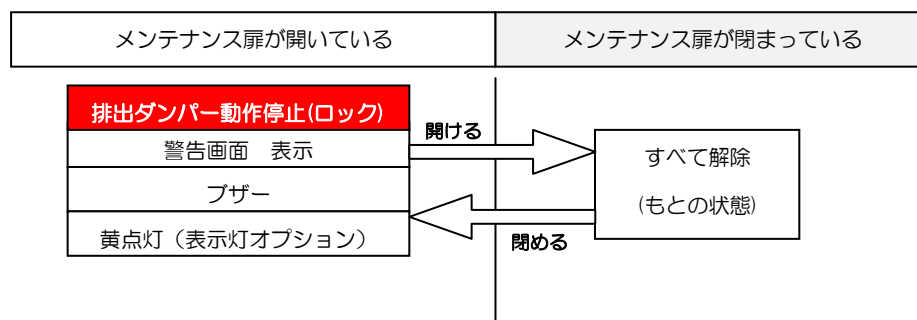 メンテナンス扉が開いている
メンテナンス扉が閉まっている
排出ダンパー動作停止(ロック)
警告画面　表示
ブザー
黄点灯（表示灯オプション）
開ける
閉める
すべて解除
(もとの状態)